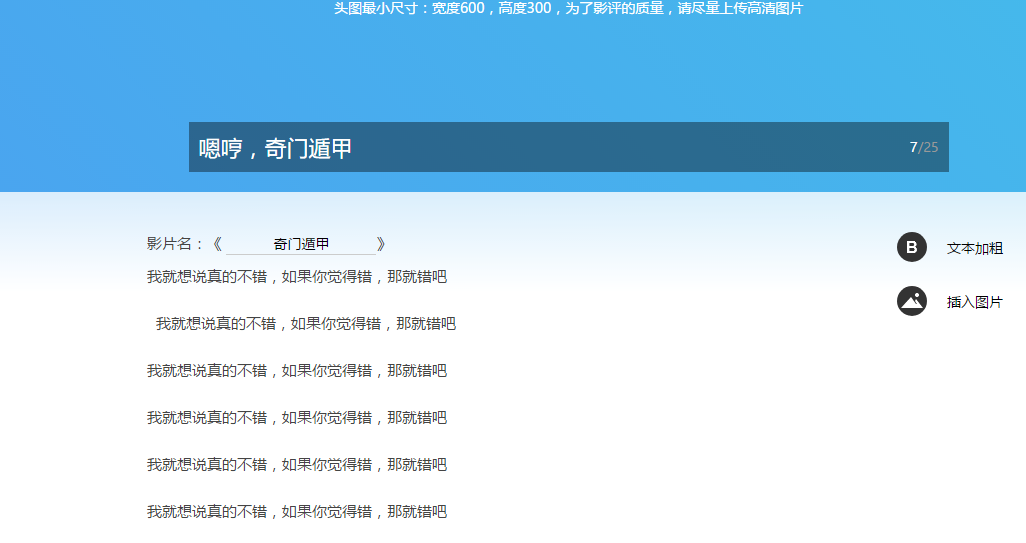 头图最小尺寸：宽度600，高度300，为了影评的质量，请尽量上传高清图片
嗯哼，奇门遁甲
7/25
影片名：《 奇门遁甲 》
文本加粗
我就想说真的不错，如果你觉得错，那就错吧
插入图片
我就想说真的不错，如果你觉得错，那就错吧
我就想说真的不错，如果你觉得错，那就错吧
我就想说真的不错，如果你觉得错，那就错吧
我就想说真的不错，如果你觉得错，那就错吧
我就想说真的不错，如果你觉得错，那就错吧